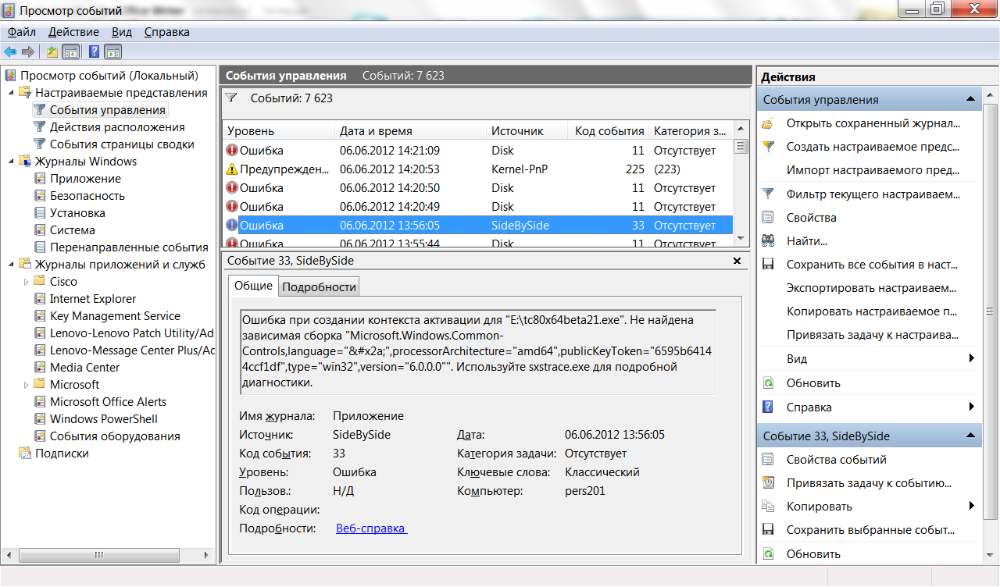 Просмотр событий
Файл Действие Вид Справка
Просмотр событий (Локальный)
Настраиваемые представления
События управления
Действия расположения
События страницы сводки
Журналы Windows
Приложение
Безопасность
Установка
Система
Перенаправленные события
Журналы приложений и служб
Cisco
Internet Explorer
Key Management Service
Lenovo-Lenovo Patch Utility/Ad
Lenovo-Message Center Plus/Ac
Media Center
Microsoft
Microsoft Office Alerts
Windows PowerShell
События оборудования
Подписки
События управления Событий: 7 623
Событий: 7 623
Уровень Дата и время Источник Код события Категория з...
Ошибка 06.06.2012 14:21:09 Disk 11 Отсутствует
Предупрежден... 06.06.2012 14:20:53 Kernel-PnP 225 (223)
Ошибка 06.06.2012 14:20:50 Disk 11 Отсутствует
Ошибка 06.06.2012 14:20:49 Disk 11 Отсутствует
Ошибка 06.06.2012 13:56:05 SideBySide 33 Отсутствует
Ошибка 06.06.2012 13:55:44 Disk 11 Отсутствует
Событие 33, SideBySide
Общие Подробности
Ошибка при создании контекста активации для "E:\tc80x64beta21.exe". Не найдена
зависимая сборка "Microsoft.Windows.Common-
Controls,language="&#x2a;",processorArchitecture="amd64",publicKeyToken="6595b6414
4ccf1df",type="win32",version="6.0.0.0"". Используйте sxstrace.exe для подробной
диагностики.
Имя журнала: Приложение
Источник: SideBySide Дата: 06.06.2012 13:56:05
Код события: 33 Категория задачи: Отсутствует
Уровень: Ошибка Ключевые слова: Классический
Пользов.: Н/Д Компьютер: pers201
Код операции:
Подробности: Веб-справка
Действия
События управления
Открыть сохраненный журнал...
Создать настраиваемое предс...
Импорт настраиваемого пред...
Фильтр текущего настраиваем...
Свойства
Найти...
Сохранить все события в наст...
Экспортировать настраиваем...
Копировать настраиваемое п...
Привязать задачу к настраива...
Вид
Обновить
Справка
Событие 33, SideBySide
Свойства событий
Привязать задачу к событию...
Копировать
Сохранить выбранные событ...
Обновить